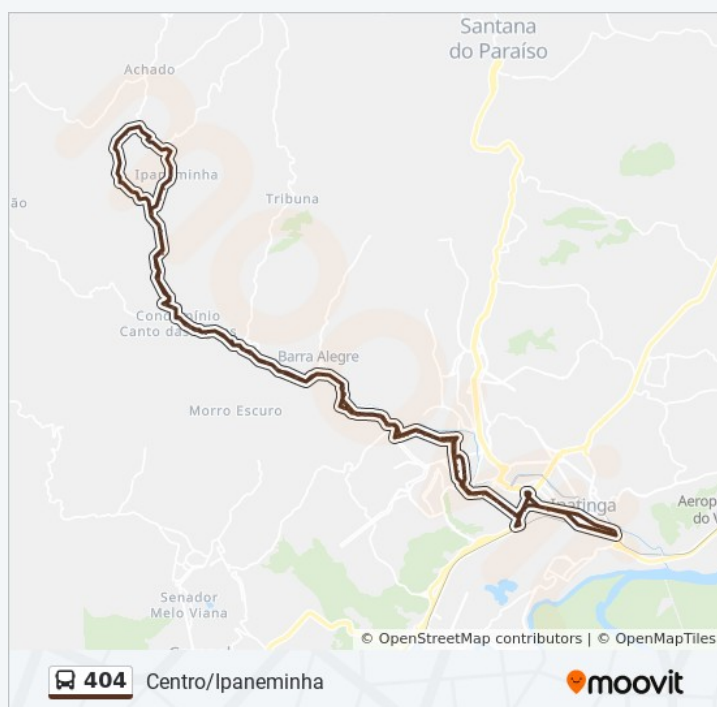 Santana
do Paraíso
Achado
Ipaneminha
ão
Tribuna
Condomínio
Canto das
Barra Alegre
Morro Escuro
Ipatinga
Aerop
do V
Senador
Melo Viana
© OpenStreetMap contributors | © OpenMapTiles
404 Centro/Ipaneminha
moovit